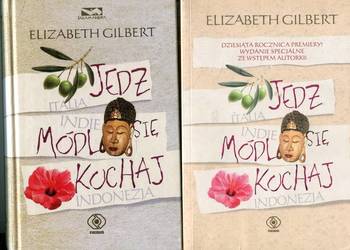 ELIZABETH GILBERT
JEDZ
ITALIA
INDIE
MÓDL SIĘ
KOCHAJ
INDONEZJA
ELIZABETH GILBERT
DZIESIĄTA ROCZNICA PREMIERY!
WYDANIE SPECJALNE
ZE WSTĘPEM AUTORKI!
JEDZ
ITALIA
INDIE
MÓDL SIĘ
KOCHAJ
INDONEZJA